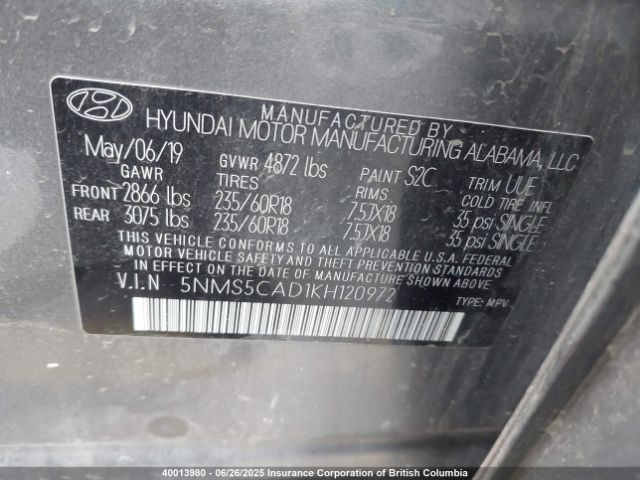 MANUFACTURED BY
HYUNDAI MOTOR MANUFACTURING ALABAMA, LLC
May/06/19 GVWR 4872 lbs PAINT S2C TRIM UUE
GAWR TIRES RIMS COLD TIRE INFL
FRONT 2866 lbs 235/60R18 7.5JX18 35 psi SINGLE
REAR 3075 lbs 235/60R18 7.5JX18 35 psi SINGLE
THIS VEHICLE CONFORMS TO ALL APPLICABLE U.S.A. FEDERAL
MOTOR VEHICLE SAFETY AND THEFT PREVENTION STANDARDS
IN EFFECT ON THE DATE OF MANUFACTURE SHOWN ABOVE.
V.I.N 5NMS5CAD1KH120972 TYPE: MPV
40013980 - 06/26/2025 Insurance Corporation of British Columbia